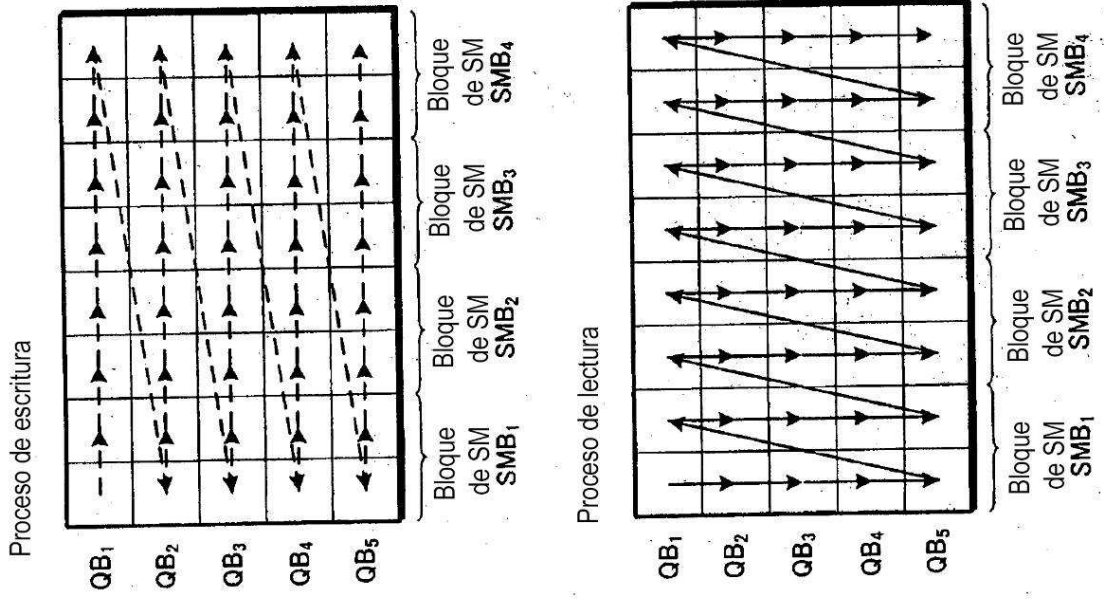 Proceso de escritura
QB₁
QB₂
QB₃
QB₄
QB₅
Bloque
de SM
SMB₁
Bloque
de SM
SMB₂
Bloque
de SM
SMB₃
Bloque
de SM
SMB₄
Proceso de lectura
QB₁
QB₂
QB₃
QB₄
QB₅
Bloque
de SM
SMB₁
Bloque
de SM
SMB₂
Bloque
de SM
SMB₃
Bloque
de SM
SMB₄